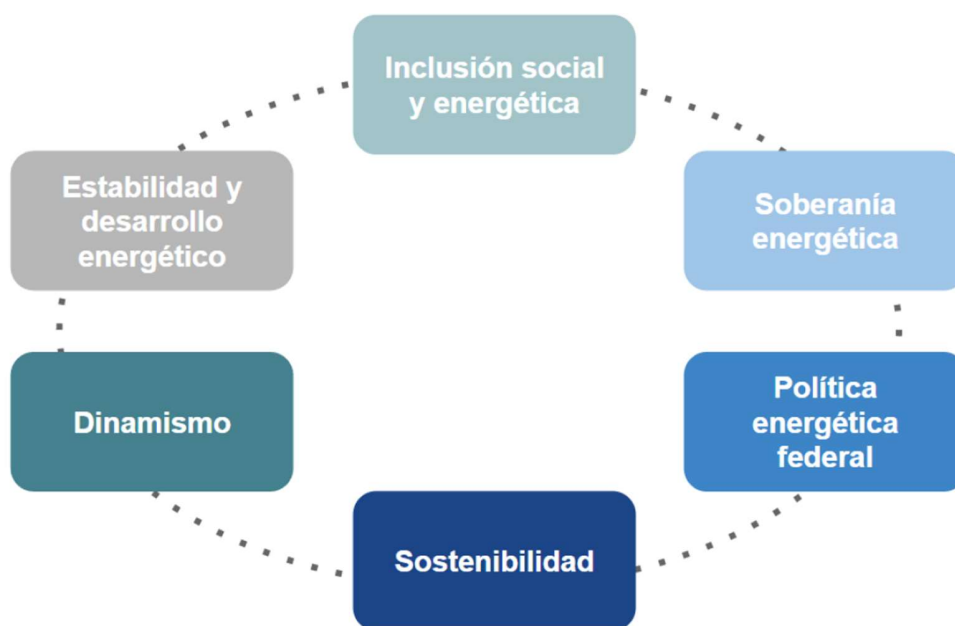 Inclusión social
y energética
Soberanía
energética
Política
energética
federal
Sostenibilidad
Dinamismo
Estabilidad y
desarrollo
energético